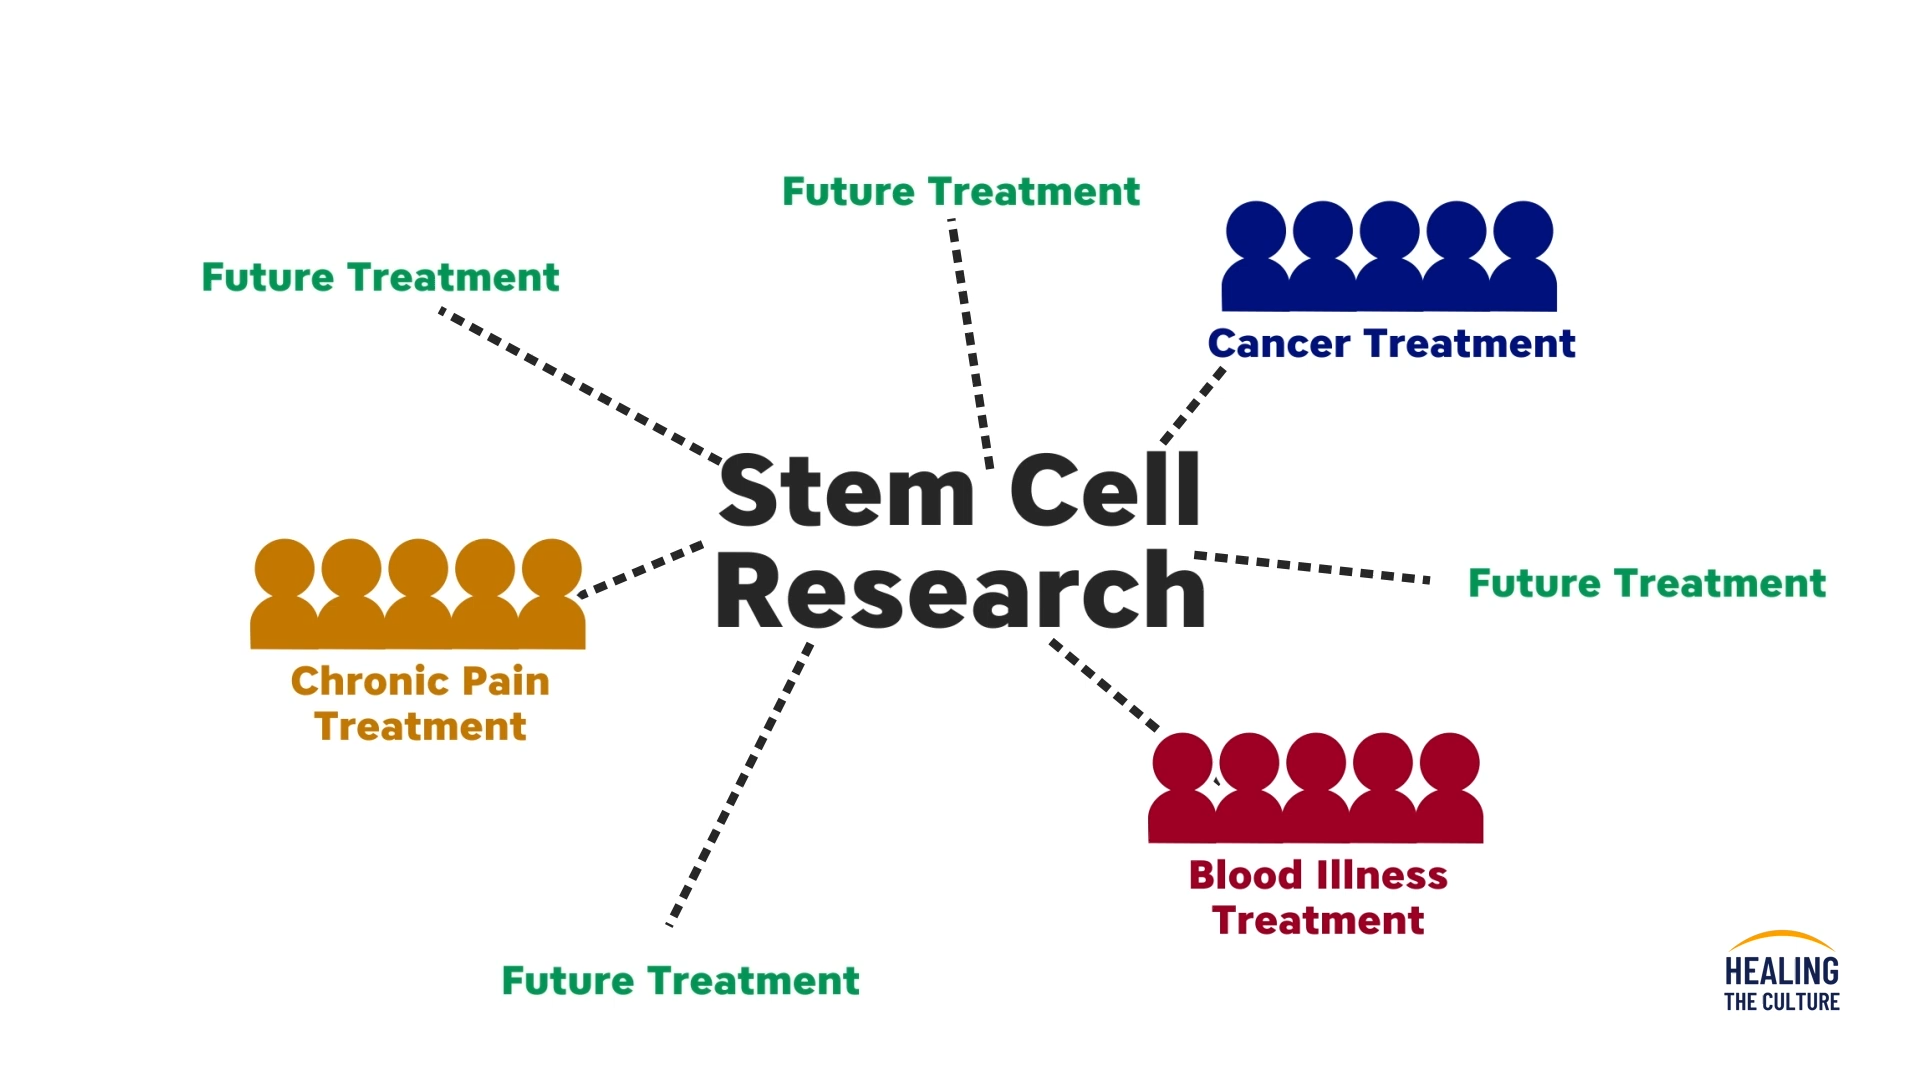 Future Treatment
Future Treatment
Cancer Treatment
Stem Cell
Research
Future Treatment
Chronic Pain
Treatment
Blood Illness
Treatment
Future Treatment
HEALING
THE CULTURE